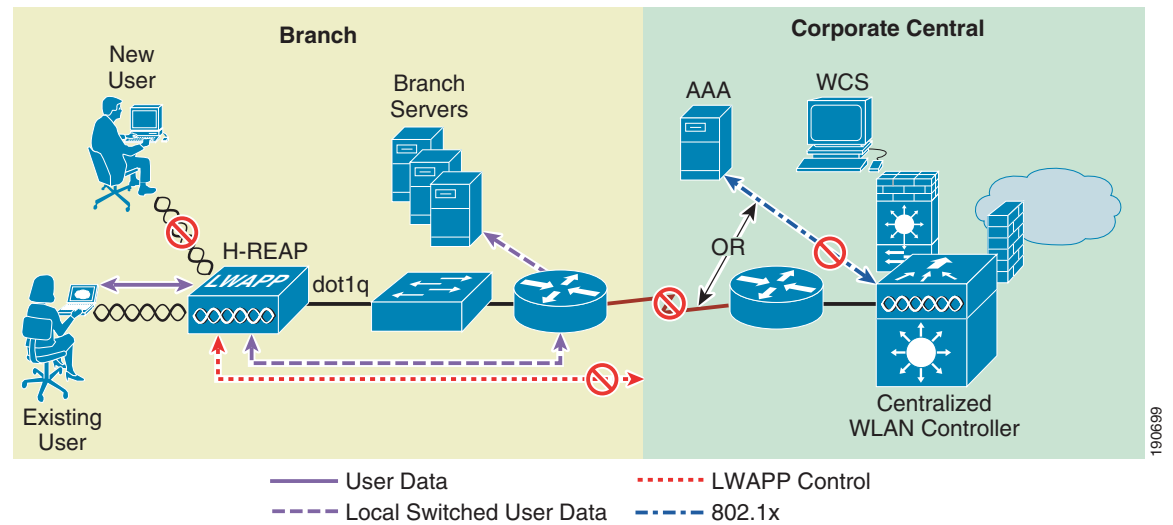 Branch
Corporate Central
New
User
Branch
Servers
AAA
WCS
OR
H-REAP
LWAPP
dot1q
Existing
User
Centralized
WLAN Controller
190699
User Data
LWAPP Control
Local Switched User Data
802.1x